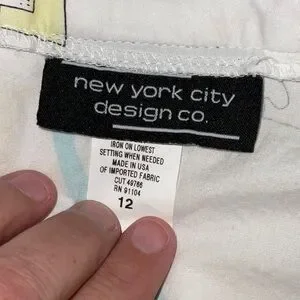 new york city
design co.
IRON ON LOWEST
SETTING WHEN NEEDED
MADE IN USA
OF IMPORTED FABRIC
CUT 49766
RN 91104
12